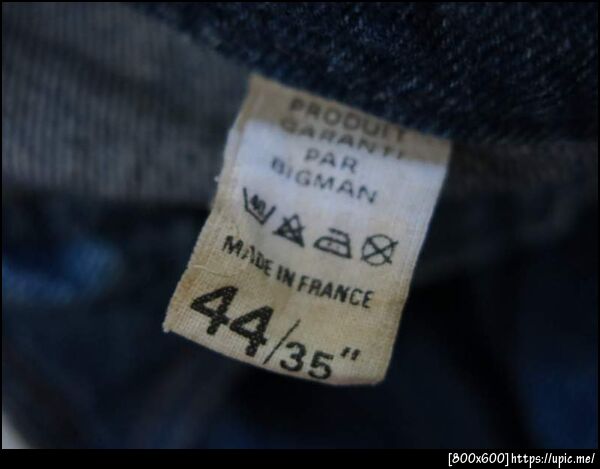 PRODUIT
GARANTI
PAR
BIGMAN
MADE IN FRANCE
44/35"
[800x600]https://upic.me/